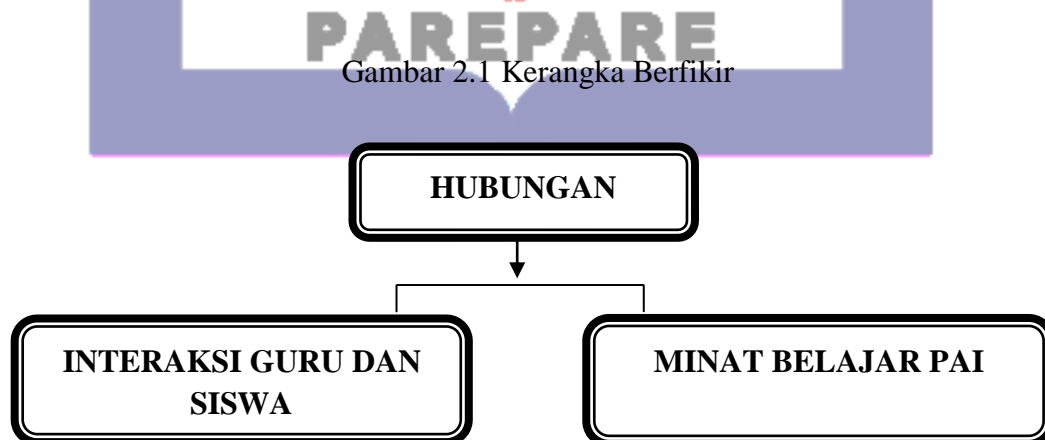 PAREPARE
Gambar 2.1 Kerangka Berfikir
HUBUNGAN
INTERAKSI GURU DAN
SISWA
MINAT BELAJAR PAI